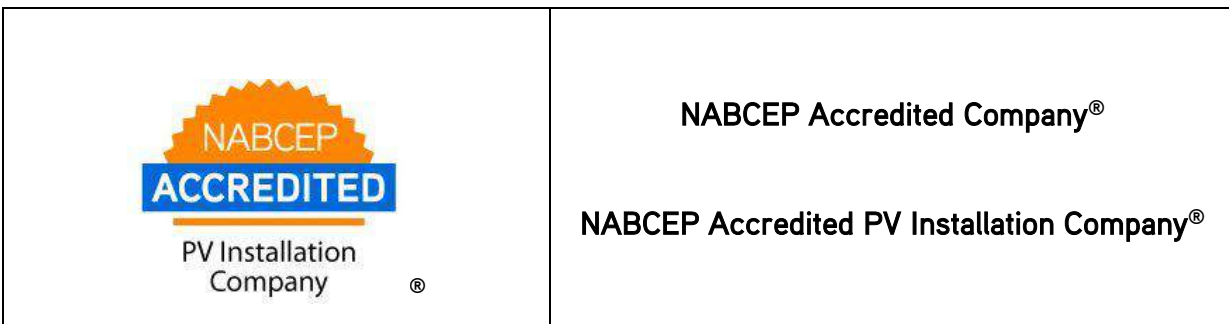 NABCEP
ACCREDITED
PV Installation
Company ®
NABCEP Accredited Company®
NABCEP Accredited PV Installation Company®